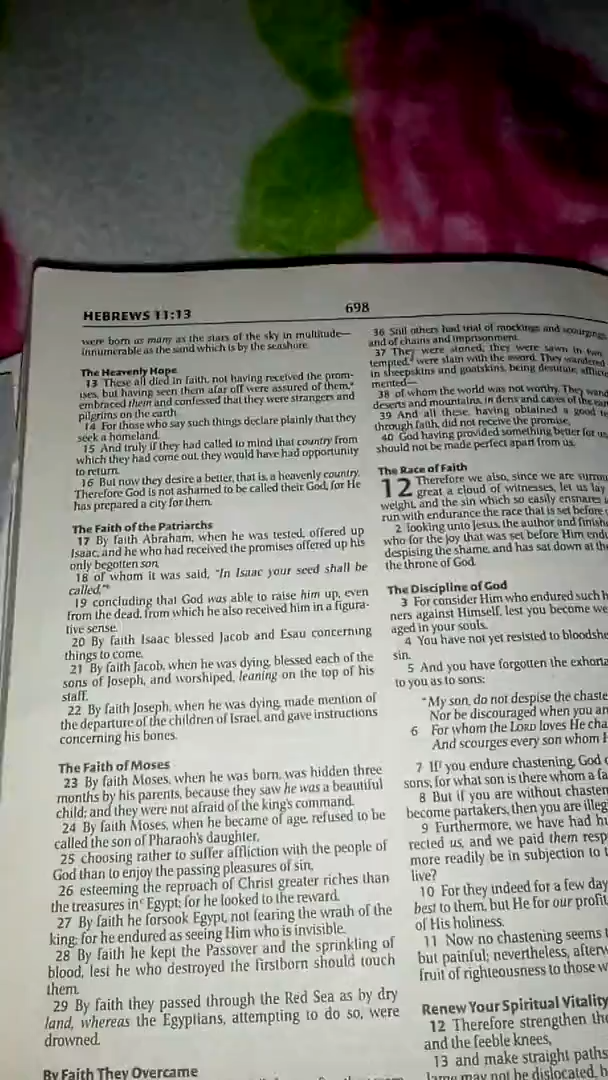 HEBREWS 11:13
698
were born as many as the stars of the sky in multitude—
innumerable as the sand which is by the seashore.
The Heavenly Hope
13 These all died in faith, not having received the prom-
ises, but having seen them afar off were assured of them,
embraced them and confessed that they were strangers and
pilgrims on the earth.
14 For those who say such things declare plainly that they
seek a homeland.
15 And truly if they had called to mind that country from
which they had come out, they would have had opportunity
to return.
16 But now they desire a better, that is, a heavenly country.
Therefore God is not ashamed to be called their God, for He
has prepared a city for them.
The Faith of the Patriarchs
17 By faith Abraham, when he was tested, offered up
Isaac, and he who had received the promises offered up his
only begotten son,
18 of whom it was said, "In Isaac your seed shall be
called,"
19 concluding that God was able to raise him up, even
from the dead, from which he also received him in a figura-
tive sense.
20 By faith Isaac blessed Jacob and Esau concerning
things to come.
21 By faith Jacob, when he was dying, blessed each of the
sons of Joseph, and worshiped, leaning on the top of his
staff.
22 By faith Joseph, when he was dying, made mention of
the departure of the children of Israel, and gave instructions
concerning his bones.
The Faith of Moses
23 By faith Moses, when he was born, was hidden three
months by his parents, because they saw he was a beautiful
child; and they were not afraid of the king's command.
24 By faith Moses, when he became of age, refused to be
called the son of Pharaoh's daughter,
25 choosing rather to suffer affliction with the people of
God than to enjoy the passing pleasures of sin,
26 esteeming the reproach of Christ greater riches than
the treasures in Egypt; for he looked to the reward.
27 By faith he forsook Egypt, not fearing the wrath of the
king; for he endured as seeing Him who is invisible.
28 By faith he kept the Passover and the sprinkling of
blood, lest he who destroyed the firstborn should touch
them.
29 By faith they passed through the Red Sea as by dry
land, whereas the Egyptians, attempting to do so, were
drowned.
By Faith They Overcame
36 Still others had trial of mockings and scourgings,
and of chains and imprisonment.
37 They were stoned, they were sawn in two,
tempted, were slain with the sword. They wandered
in sheepskins and goatskins, being destitute,
mented—
38 of whom the world was not worthy. They
deserts and mountains, in dens and caves of the
39 And all these, having obtained a good
through faith, did not receive the promise,
40 God having provided something better for us,
should not be made perfect apart from us.
The Race of Faith
12 Therefore we also, since we are
great a cloud of witnesses, let us lay
weight, and the sin which so easily ensnares
run with endurance the race that is set before
2 looking unto Jesus, the author and
who for the joy that was set before Him
despising the shame, and has sat down at the
the throne of God.
The Discipline of God
3 For consider Him who endured such
ners against Himself, lest you become
aged in your souls.
4 You have not yet resisted to
sin.
5 And you have forgotten the
to you as to sons:
"My son, do not despise the
Nor be discouraged when you
6 For whom the LORD loves He
And scourges every son whom
7 If you endure chastening, God
sons; for what son is there whom a
8 But if you are without
become partakers, then you are
9 Furthermore, we have had
rected us, and we paid them
more readily be in subjection to
live?
10 For they indeed for a few
best to them, but He for our
of His holiness.
11 Now no chastening seems
but painful; nevertheless,
fruit of righteousness to those
Renew Your Spiritual Vitality
12 Therefore strengthen the
and the feeble knees,
13 and make straight paths
lame may not be dislocated,